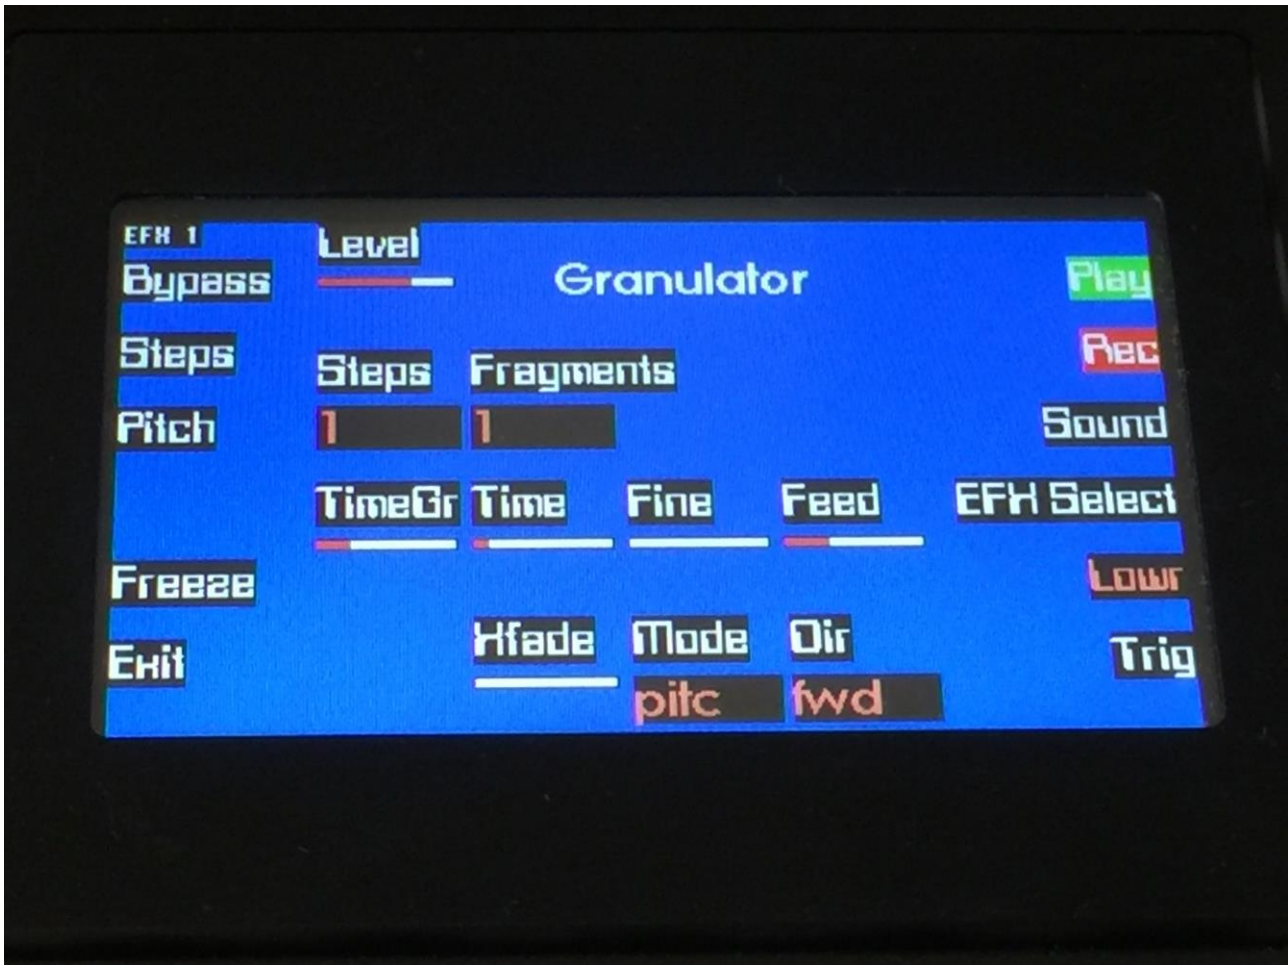 EFX 1
Level
Bypass
Granulator
Play
Steps
Steps Fragments
Rec
Pitch
1 1
Sound
TimeGr Time Fine Feed
EFX Select
Freeze
Lowr
Xfade Mode Dir
Exit
Trig
pitc fwd